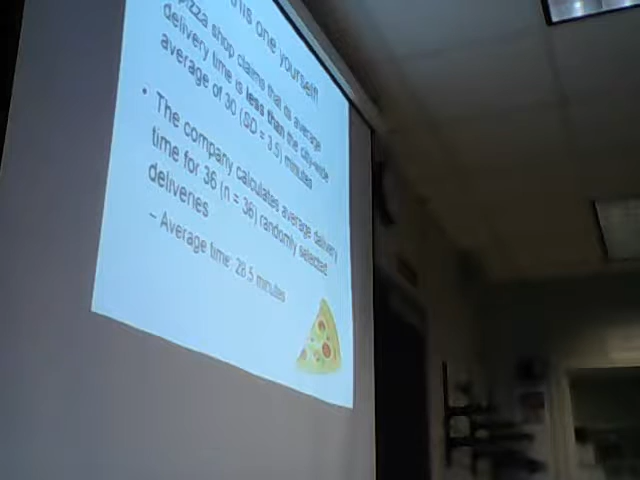 this one yourself!
pizza shop claims that its average
delivery time is less than the city-wide
average of 30 (SD = 3.5) minutes
• The company calculates average delivery
time for 36 (n = 36) randomly selected
deliveries
– Average time: 28.5 minutes